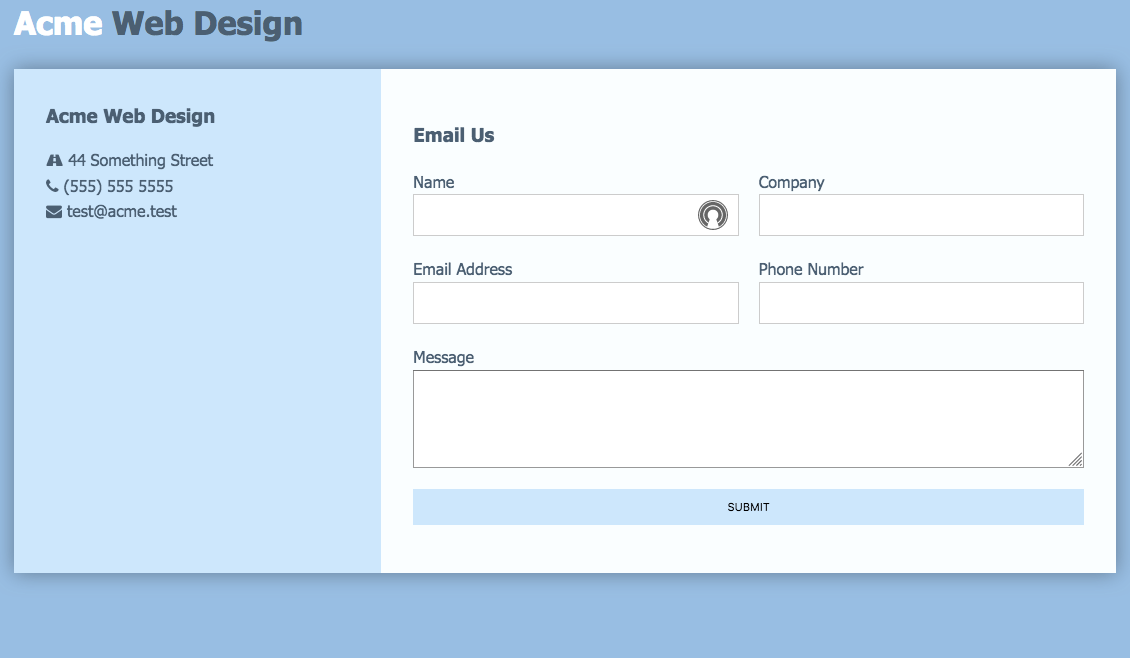 Acme Web Design
Acme Web Design
44 Something Street
(555) 555 5555
test@acme.test
Email Us
Name
Company
Email Address
Phone Number
Message
SUBMIT